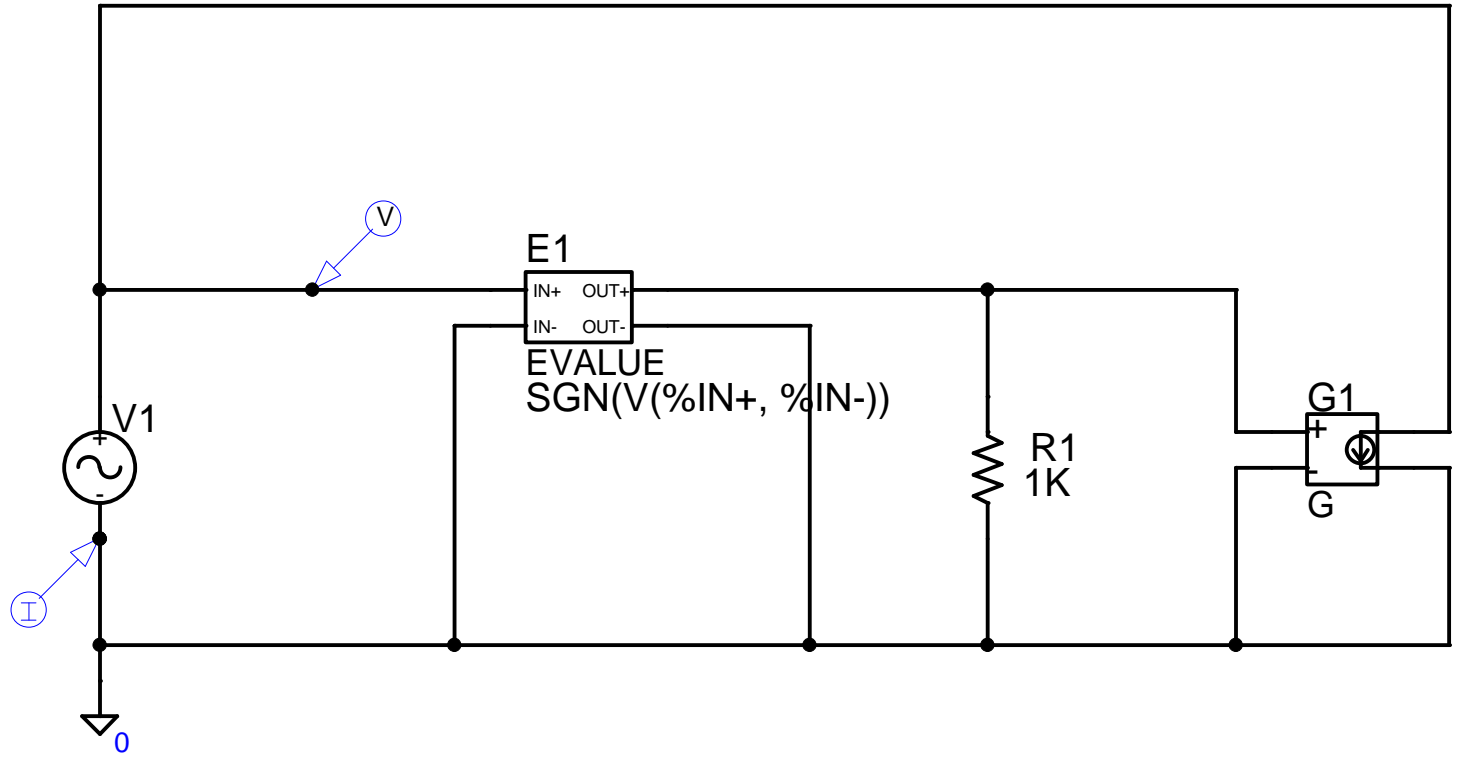 V
E1
IN+ OUT+
IN- OUT-
EVALUE
SGN(V(%IN+, %IN-))
V1
+
-
G1
+
-
G
R1
1K
I
0